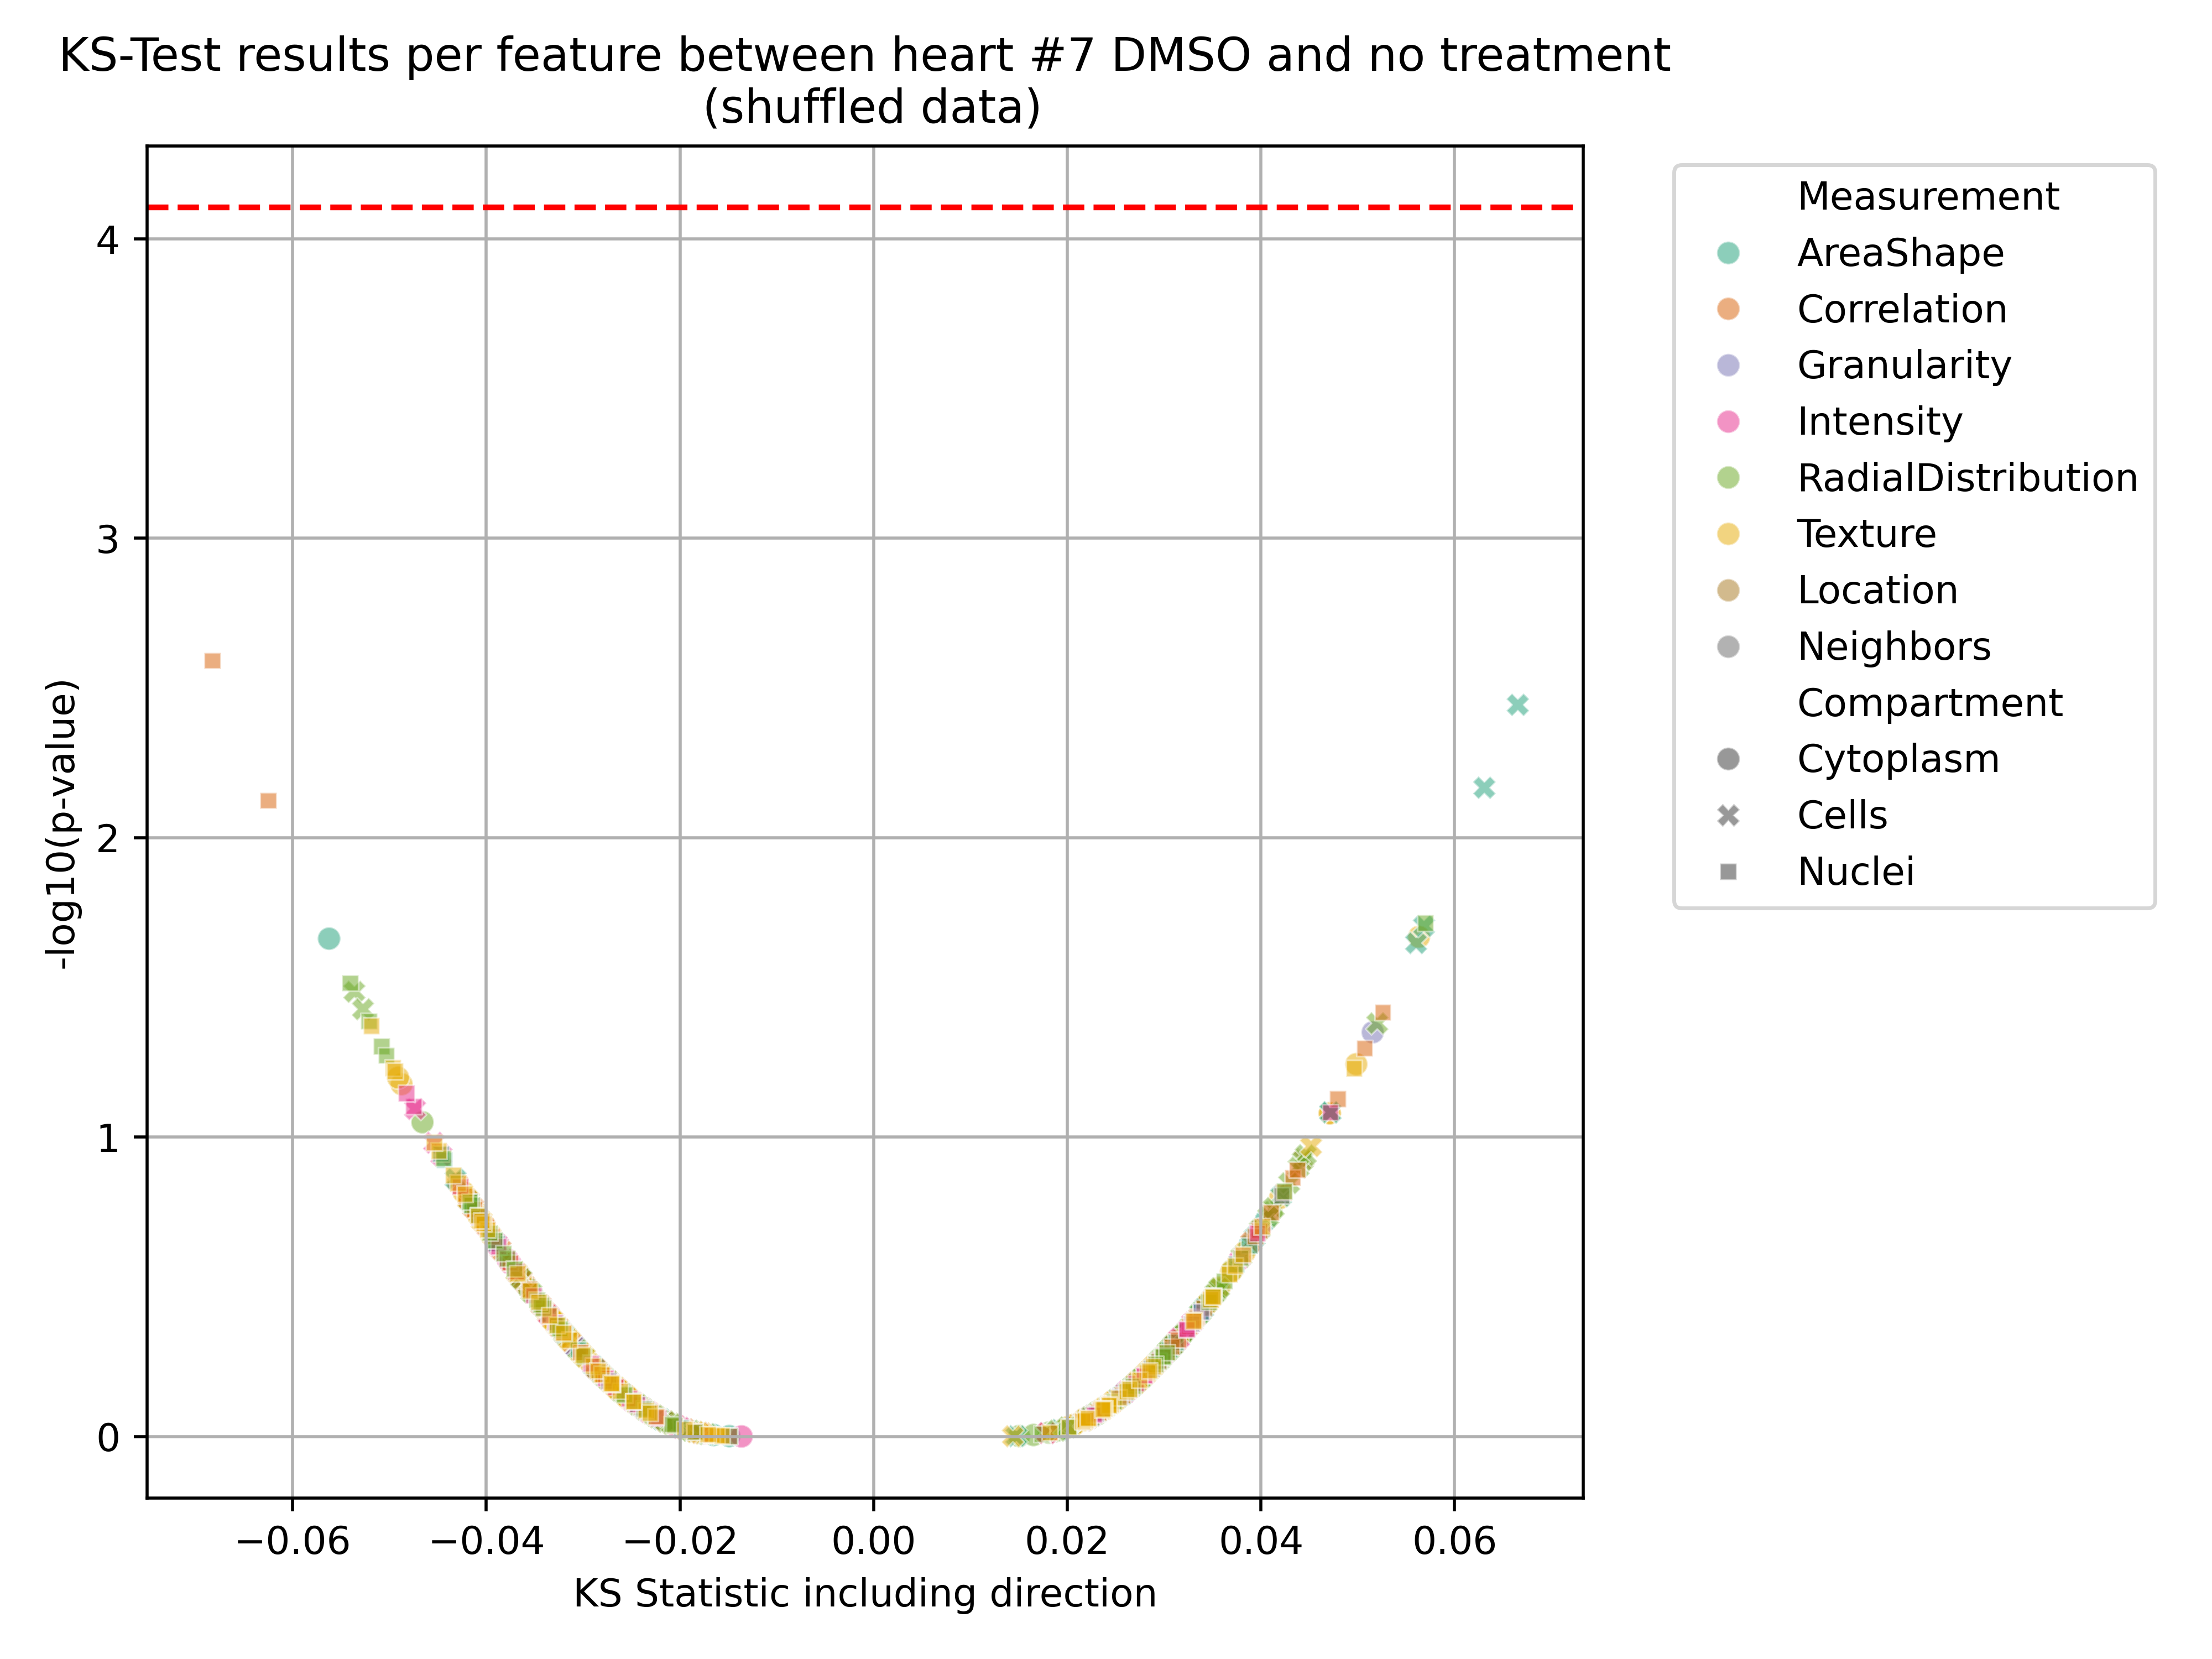 KS-Test results per feature between heart #7 DMSO and no treatment
(shuffled data)
4
3
2
1
0
-log10(p-value)
−0.06 −0.04 −0.02 0.00 0.02 0.04 0.06
KS Statistic including direction
Measurement
AreaShape
Correlation
Granularity
Intensity
RadialDistribution
Texture
Location
Neighbors
Compartment
Cytoplasm
Cells
Nuclei